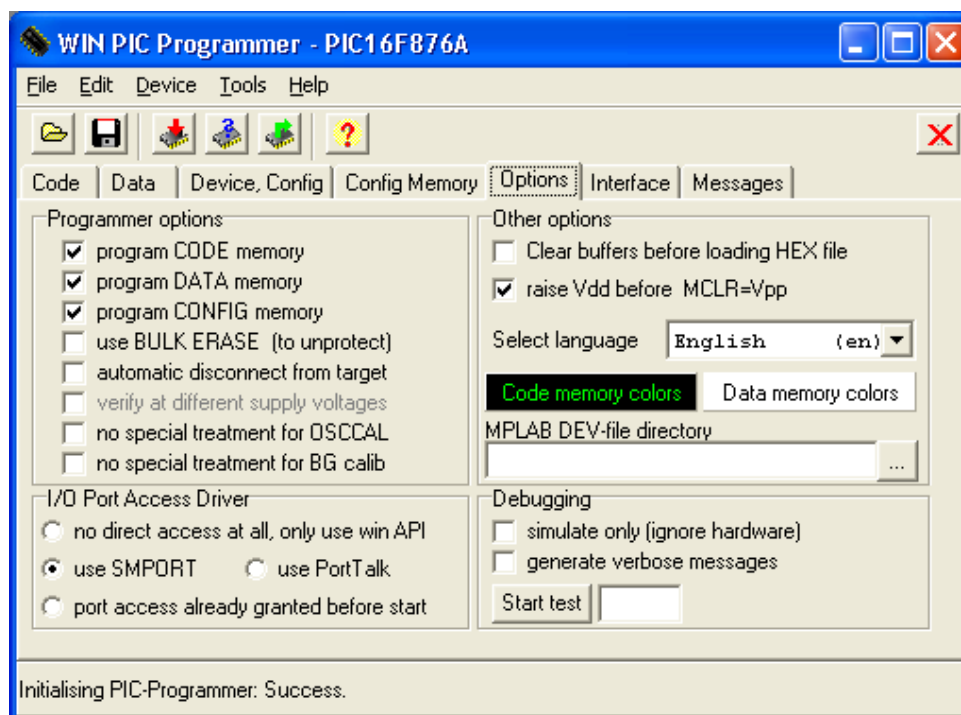 WIN PIC Programmer - PIC16F876A
File Edit Device Tools Help
Code Data Device, Config Config Memory Options Interface Messages
Programmer options
program CODE memory
program DATA memory
program CONFIG memory
use BULK ERASE (to unprotect)
automatic disconnect from target
verify at different supply voltages
no special treatment for OSCCAL
no special treatment for BG calib
I/O Port Access Driver
no direct access at all, only use win API
use SMPORT use PortTalk
port access already granted before start
Other options
Clear buffers before loading HEX file
raise Vdd before MCLR=Vpp
Select language English (en)
Code memory colors Data memory colors
MPLAB DEV-file directory
...
Debugging
simulate only (ignore hardware)
generate verbose messages
Start test
Initialising PIC-Programmer: Success.